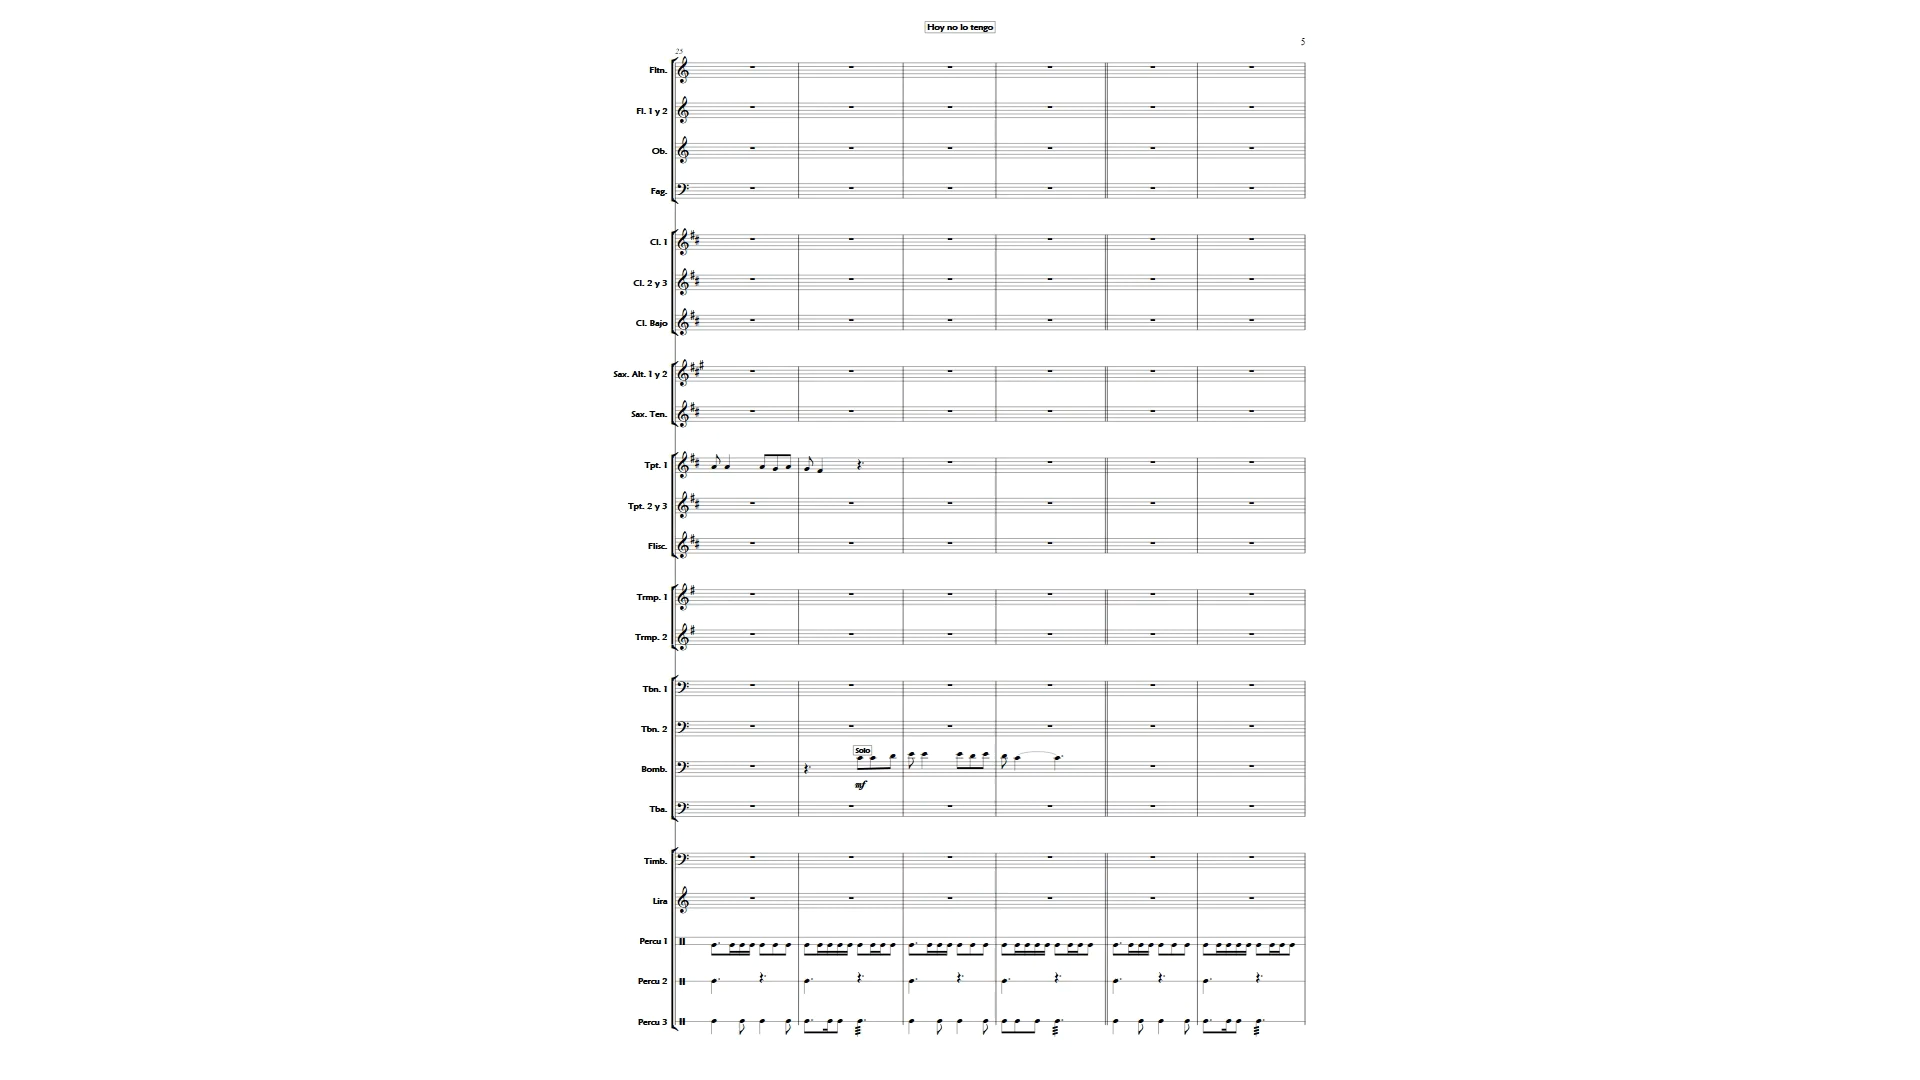 Hoy no lo tengo
5
25
Fltn.
Fl. 1 y 2
Ob.
Fag.
Cl. 1
Cl. 2 y 3
Cl. Bajo
Sax. Alt. 1 y 2
Sax. Ten.
Tpt. 1
Tpt. 2 y 3
Flisc.
Trmp. 1
Trmp. 2
Tbn. 1
Tbn. 2
Solo
Bomb.
mf
Tba.
Timb.
Lira
Percu 1
Percu 2
Percu 3